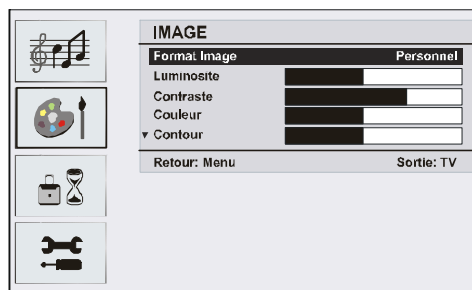 IMAGE
Format Image Personnel
Luminosite
Contraste
Couleur
▼ Contour
Retour: Menu Sortie: TV